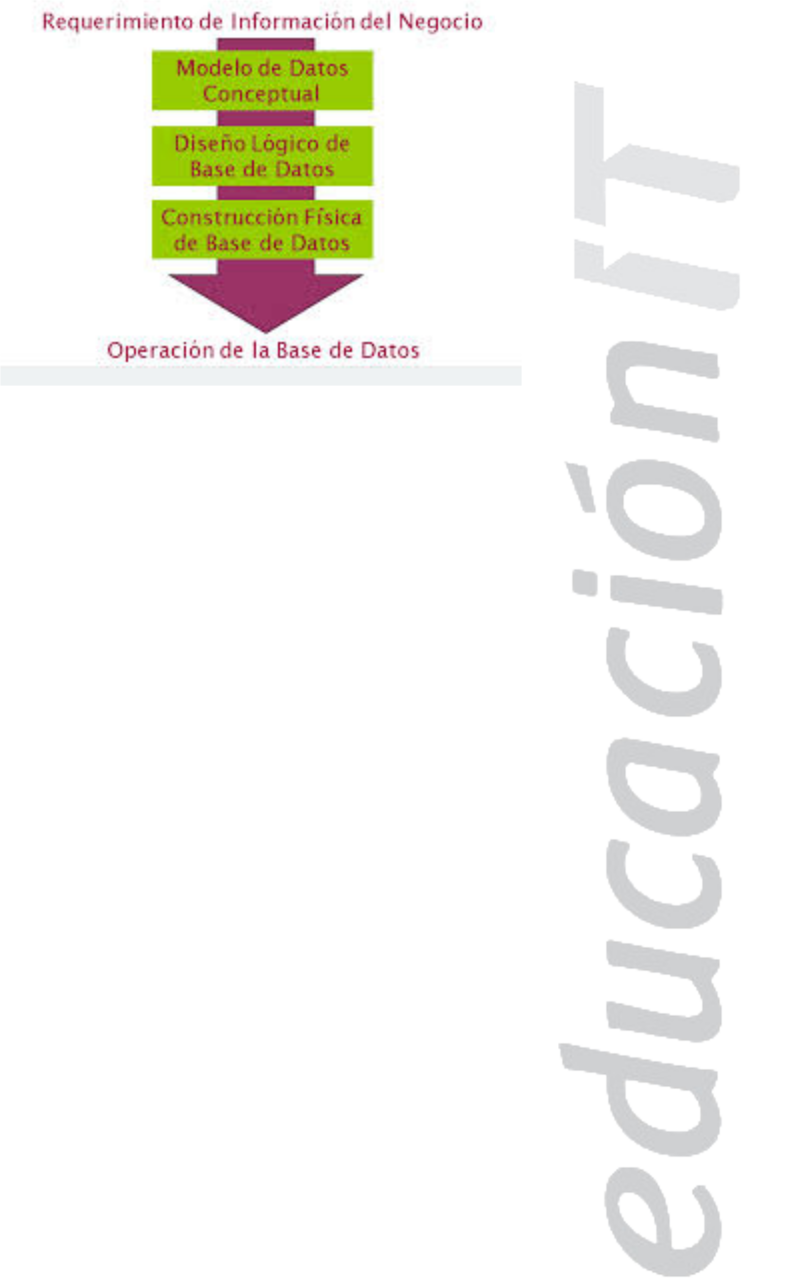 Requerimiento de Información del Negocio
Modelo de Datos
Conceptual
Diseño Lógico de
Base de Datos
Construcción Física
de Base de Datos
Operación de la Base de Datos
educaciónIT